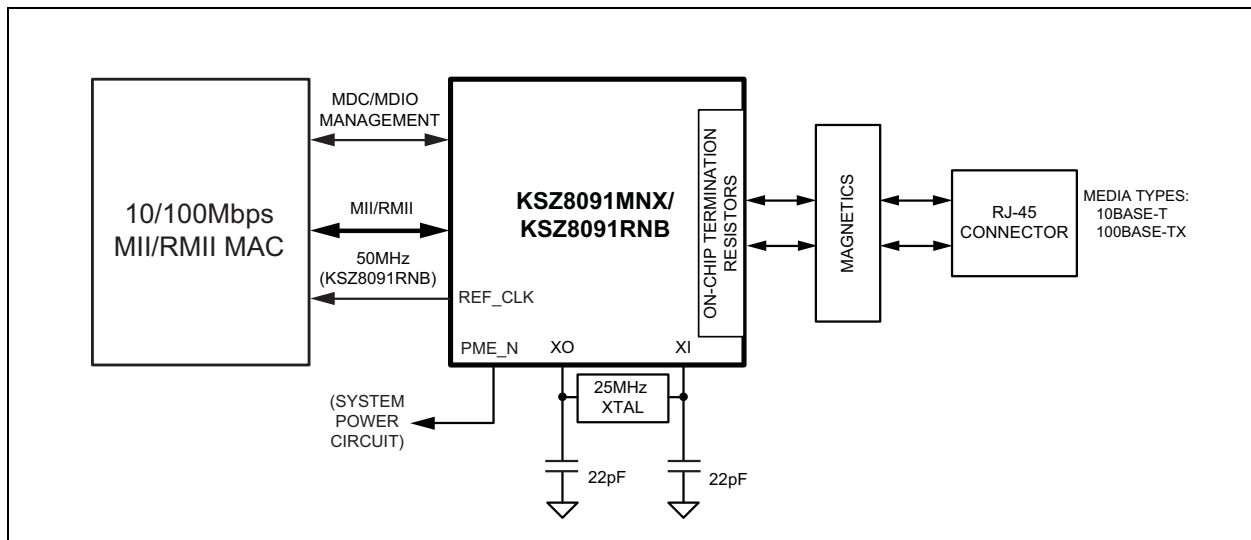 10/100Mbps
MII/RMII MAC
MDC/MDIO
MANAGEMENT
MII/RMII
50MHz
(KSZ8091RNB)
KSZ8091MNX/
KSZ8091RNB
REF_CLK
PME_N
XO
XI
ON-CHIP TERMINATION
RESISTORS
MAGNETICS
RJ-45
CONNECTOR
MEDIA TYPES:
10BASE-T
100BASE-TX
25MHz
XTAL
(SYSTEM
POWER
CIRCUIT)
22pF
22pF